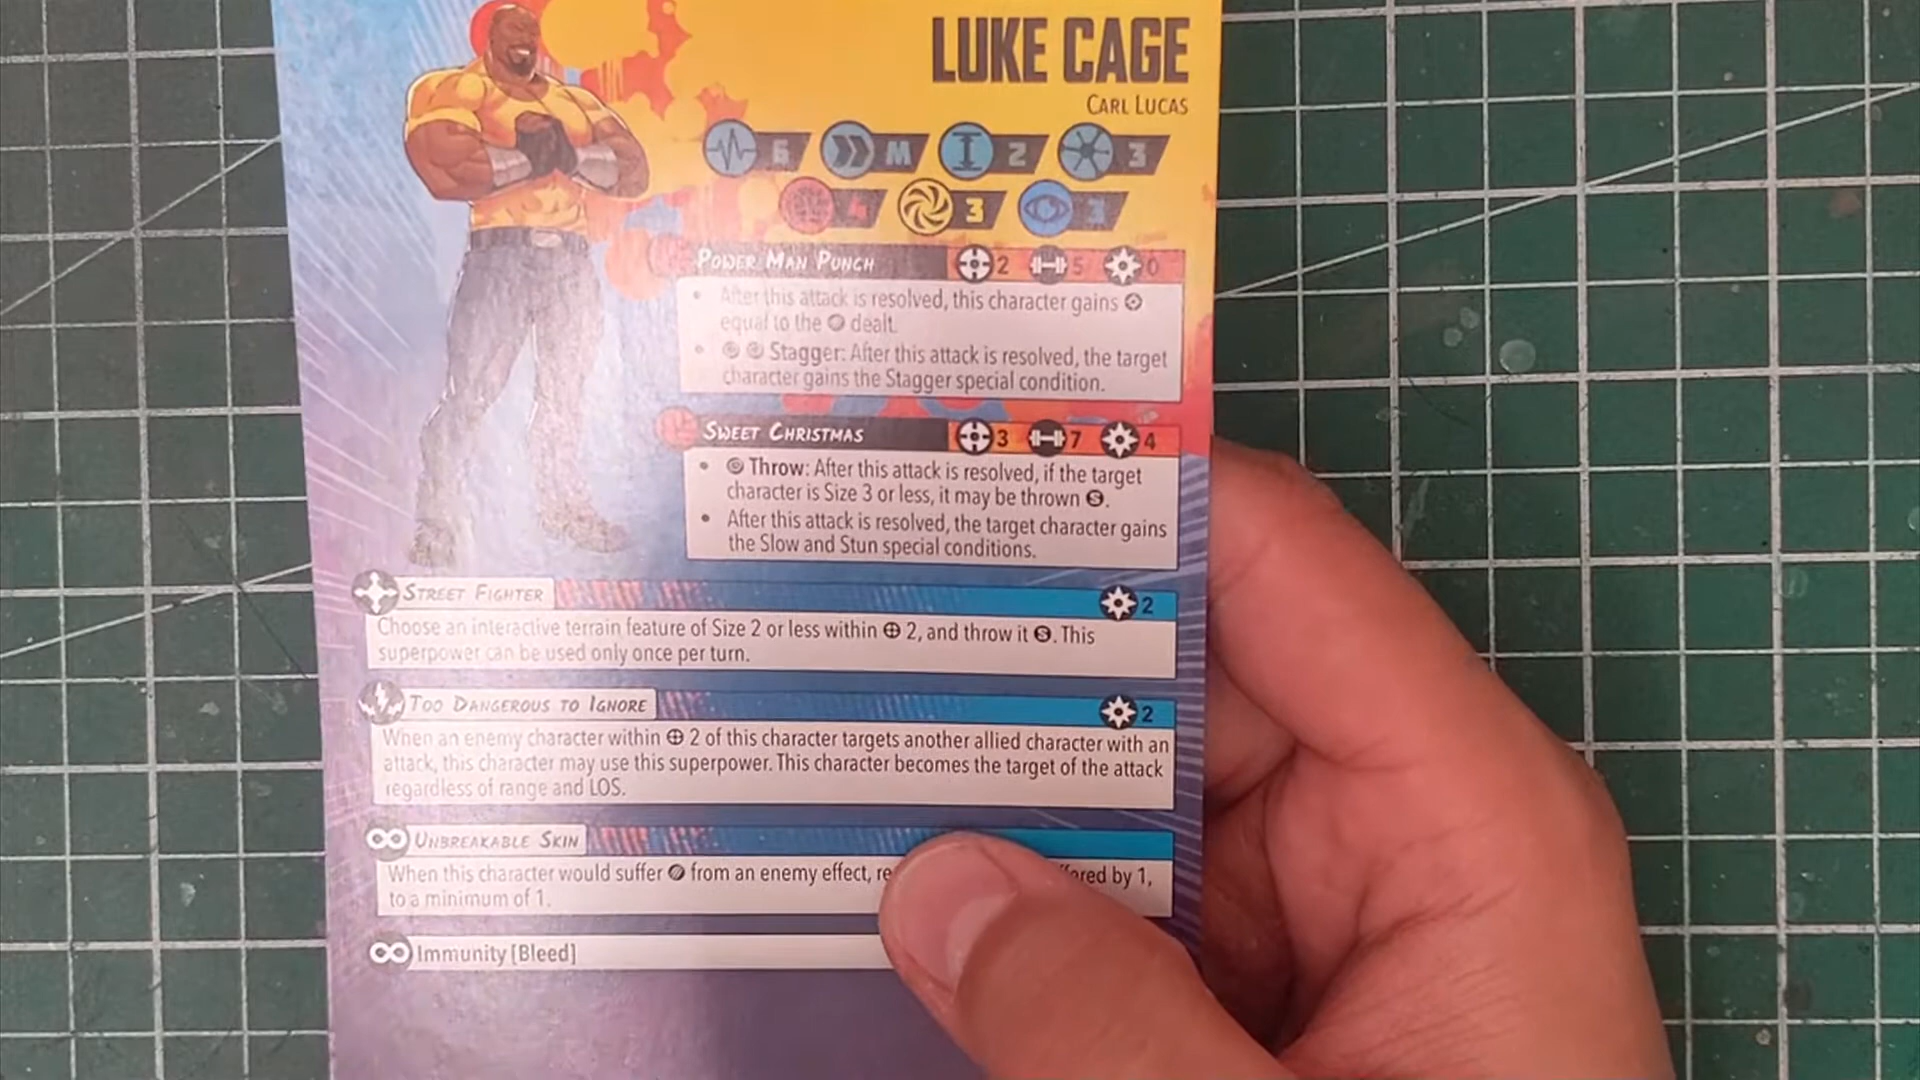 LUKE CAGE
CARL LUCAS
6 M 2 3
4 3 3
POWER MAN PUNCH 2 5 0
• After this attack is resolved, this character gains
equal to the dealt.
• Stagger: After this attack is resolved, the target
character gains the Stagger special condition.
SWEET CHRISTMAS 3 7 4
• Throw: After this attack is resolved, if the target
character is Size 3 or less, it may be thrown S.
• After this attack is resolved, the target character gains
the Slow and Stun special conditions.
STREET FIGHTER 2
Choose an interactive terrain feature of Size 2 or less within 2, and throw it S. This
superpower can be used only once per turn.
TOO DANGEROUS TO IGNORE 2
When an enemy character within 2 of this character targets another allied character with an
attack, this character may use this superpower. This character becomes the target of the attack
regardless of range and LOS.
UNBREAKABLE SKIN
When this character would suffer from an enemy effect, by 1,
to a minimum of 1.
Immunity [Bleed]